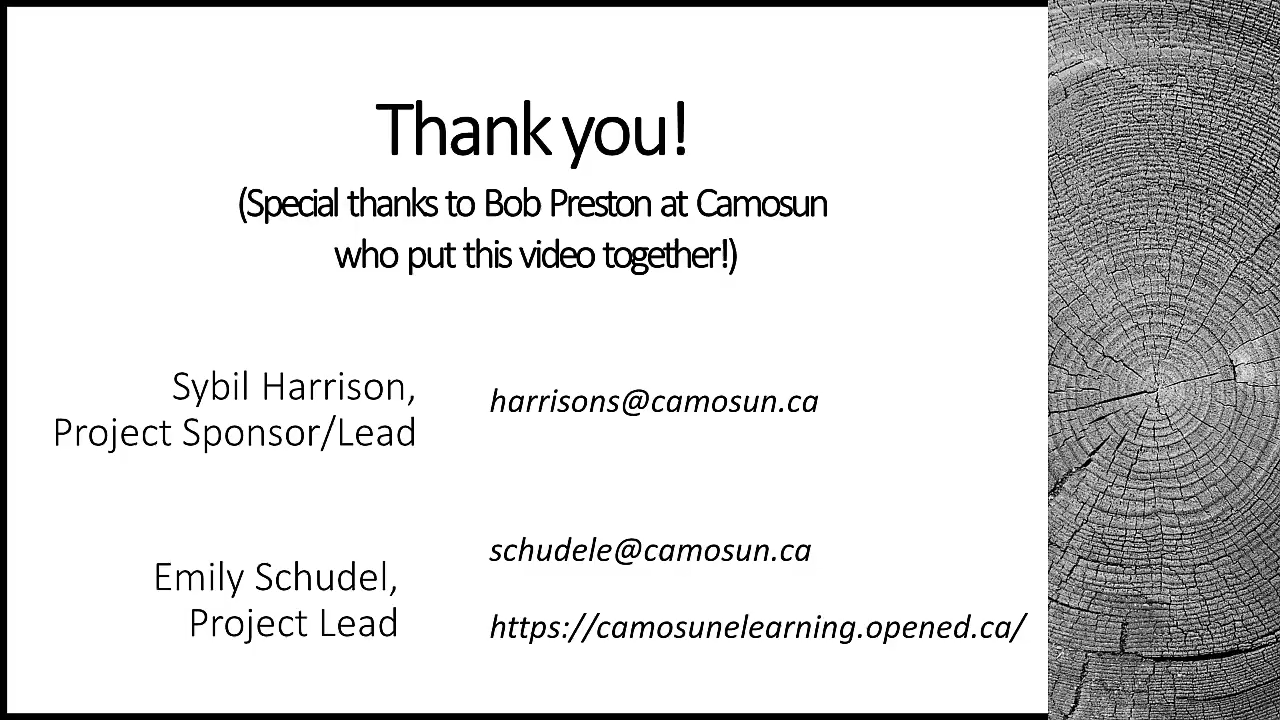 Thank you!
(Special thanks to Bob Preston at Camosun
who put this video together!)
Sybil Harrison,
Project Sponsor/Lead
harrisons@camosun.ca
Emily Schudel,
Project Lead
schudele@camosun.ca
https://camosunelearning.opened.ca/